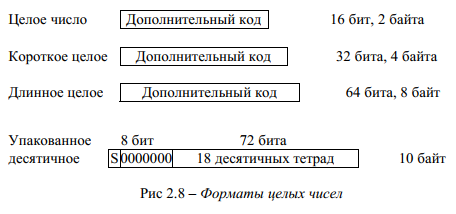 Целое число Дополнительный код 16 бит, 2 байта
Короткое целое Дополнительный код 32 бита, 4 байта
Длинное целое Дополнительный код 64 бита, 8 байт
Упакованное 8 бит 72 бита
десятичное S 0000000 18 десятичных тетрад 10 байт
Рис 2.8 – Форматы целых чисел